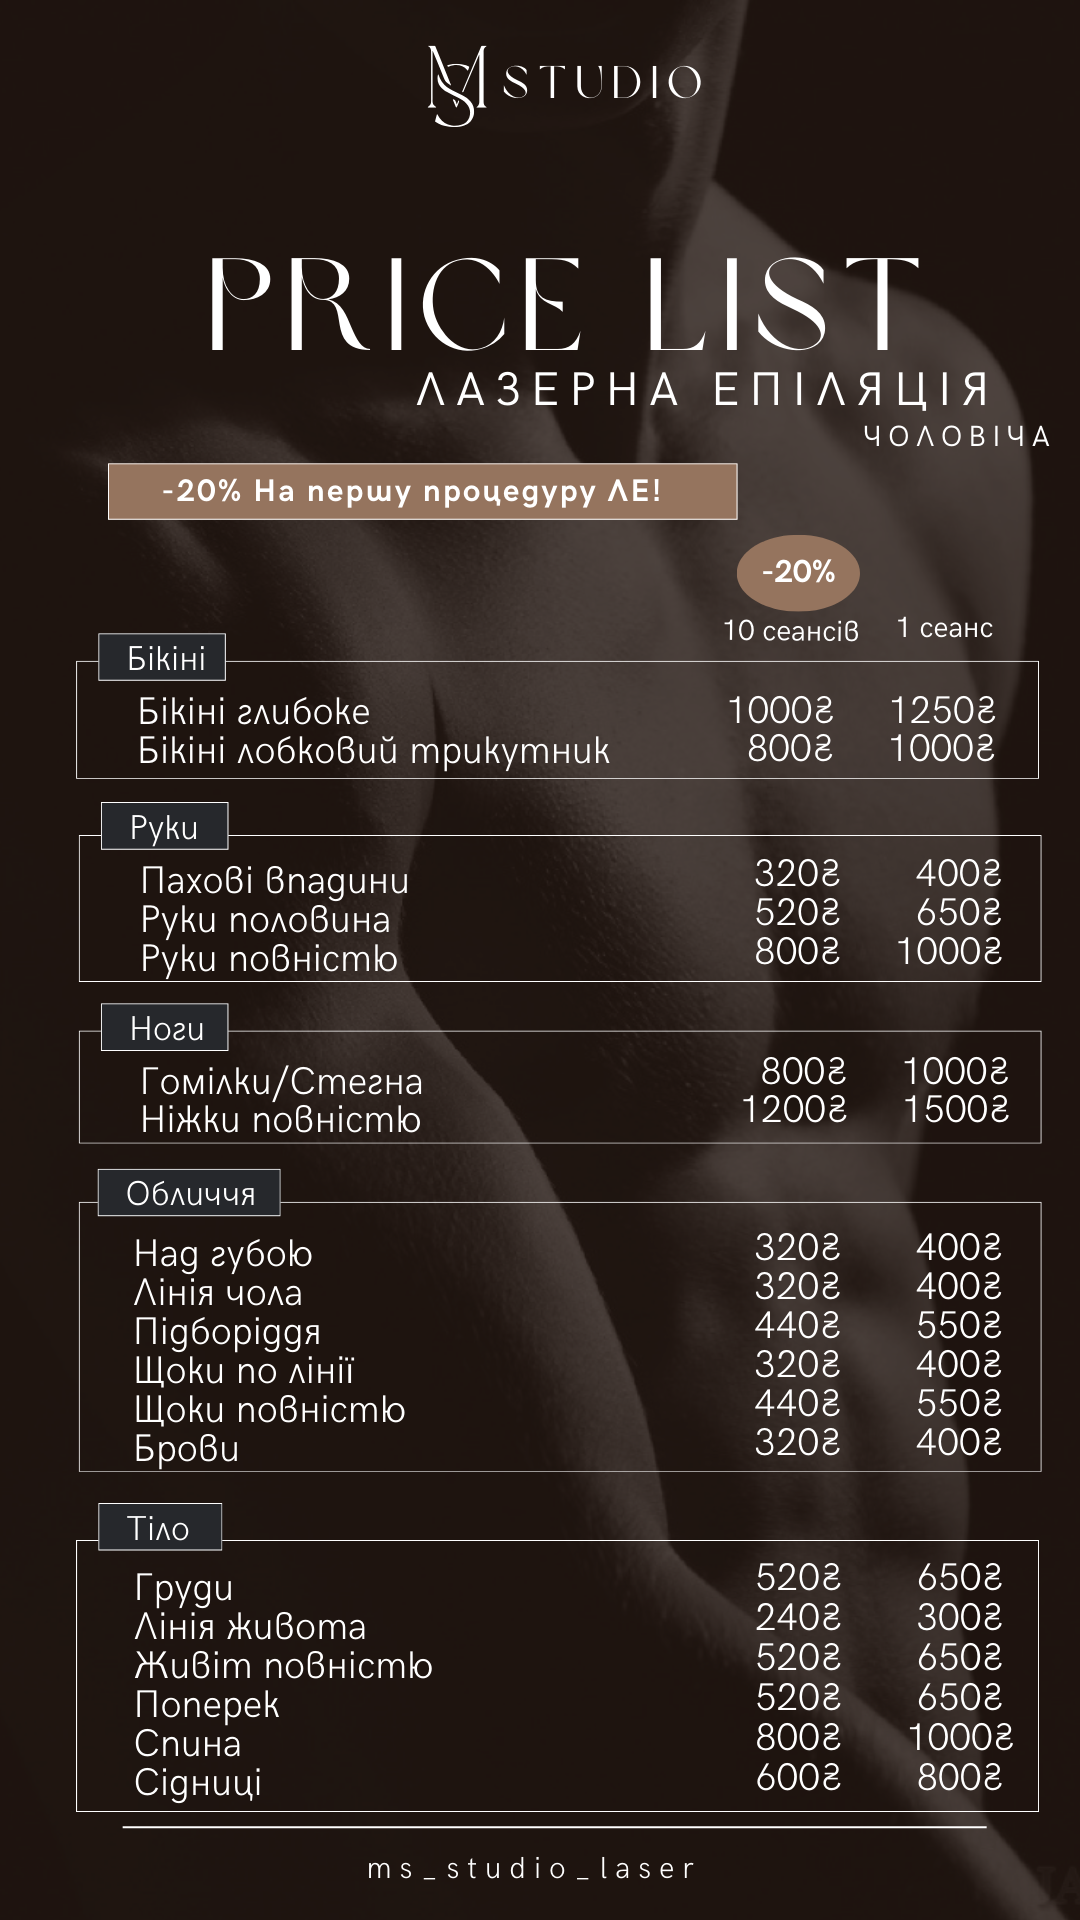 MS STUDIO
PRICE LIST
ЛАЗЕРНА ЕПІЛЯЦІЯ
ЧОЛОВІЧА
-20% На першу процедуру ЛЕ!
-20%
10 сеансів 1 сеанс
Бікіні
Бікіні глибоке 1000₴ 1250₴
Бікіні лобковий трикутник 800₴ 1000₴
Руки
Пахові впадини 320₴ 400₴
Руки половина 520₴ 650₴
Руки повністю 800₴ 1000₴
Ноги
Гомілки/Стегна 800₴ 1000₴
Ніжки повністю 1200₴ 1500₴
Обличчя
Над губою 320₴ 400₴
Лінія чола 320₴ 400₴
Підборіддя 440₴ 550₴
Щоки по лінії 320₴ 400₴
Щоки повністю 440₴ 550₴
Брови 320₴ 400₴
Тіло
Груди 520₴ 650₴
Лінія живота 240₴ 300₴
Живіт повністю 520₴ 650₴
Поперек 520₴ 650₴
Спина 800₴ 1000₴
Сідниці 600₴ 800₴
ms_studio_laser